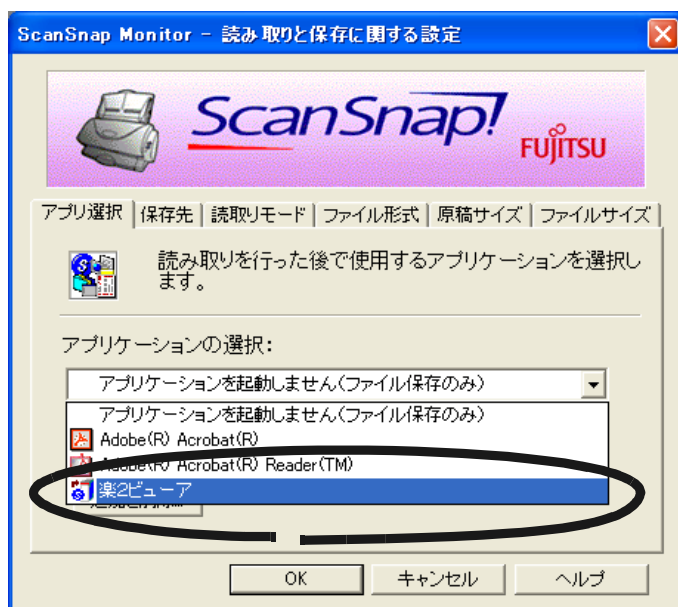 ScanSnap Monitor - 読み取りと保存に関する設定
ScanSnap!
FUJITSU
アプリ選択 保存先 読取りモード ファイル形式 原稿サイズ ファイルサイズ
読み取りを行った後で使用するアプリケーションを選択し
ます。
アプリケーションの選択:
アプリケーションを起動しません(ファイル保存のみ)
アプリケーションを起動しません(ファイル保存のみ)
Adobe(R) Acrobat(R)
Adobe(R) Acrobat(R) Reader(TM)
楽2ビューア
OK キャンセル ヘルプ